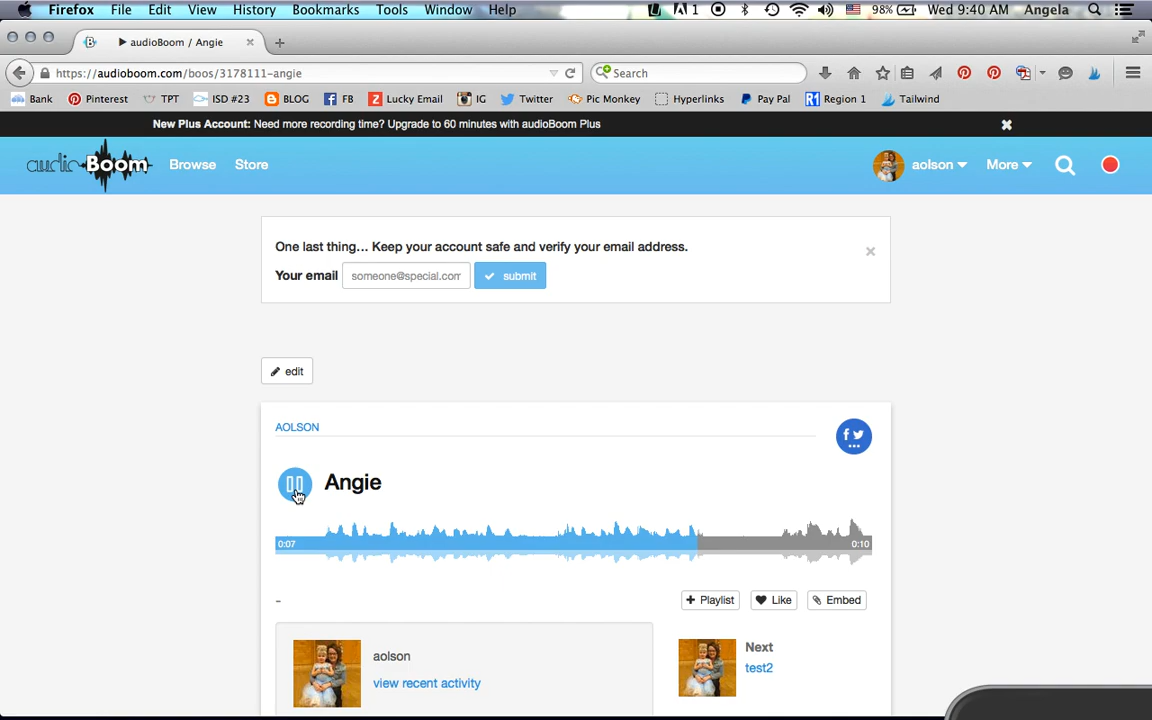 Firefox File Edit View History Bookmarks Tools Window Help 1 98% Wed 9:40 AM Angela
audioBoom / Angie
https://audioboom.com/boos/3178111-angie Search
Bank Pinterest TPT ISD #23 BLOG FB Lucky Email IG Twitter Pic Monkey Hyperlinks Pay Pal Region 1 Tailwind
New Plus Account: Need more recording time? Upgrade to 60 minutes with audioBoom Plus
audioBoom Browse Store aolson More
One last thing... Keep your account safe and verify your email address.
Your email someone@special.com submit
edit
AOLSON
Angie
0:07 0:10
- Playlist Like Embed
aolson
view recent activity
Next
test2